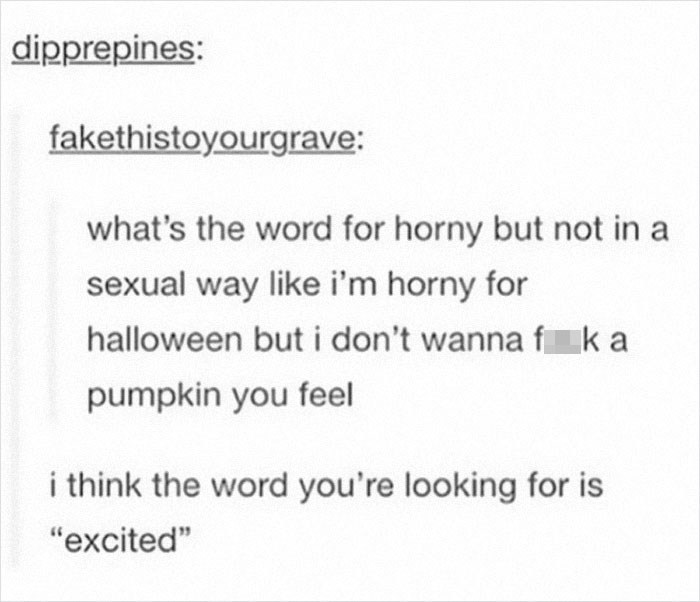 dipprepines:
fakethistoyourgrave:
what's the word for horny but not in a
sexual way like i'm horny for
halloween but i don't wanna f k a
pumpkin you feel
i think the word you're looking for is
“excited”